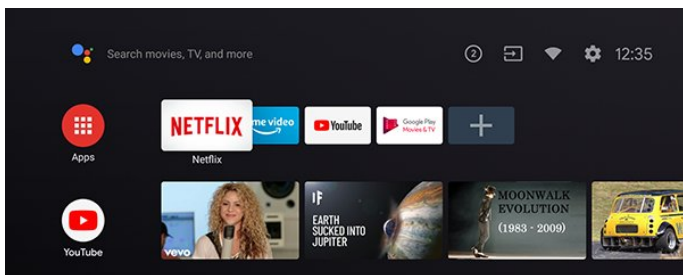 Search movies, TV, and more
2
12:35
Apps
NETFLIX
me video
YouTube
Google Play
Movies & TV
Netflix
YouTube
vevo
IF
EARTH
SUCKED INTO
JUPITER
MOONWALK
EVOLUTION
(1983 - 2009)